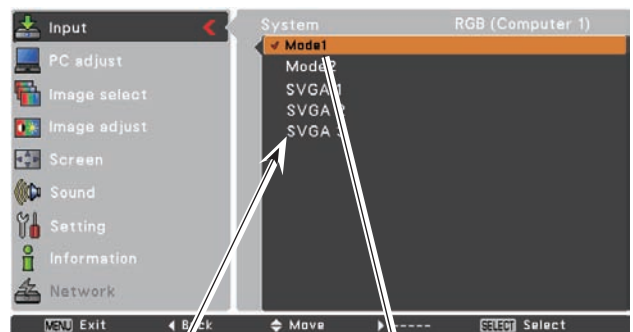 Input
PC adjust
Image select
Image adjust
Screen
Sound
Setting
Information
Network
System RGB (Computer 1)
Mode1
Mode2
SVGA 1
SVGA 2
SVGA 3
MENU Exit Back Move ----- SELECT Select